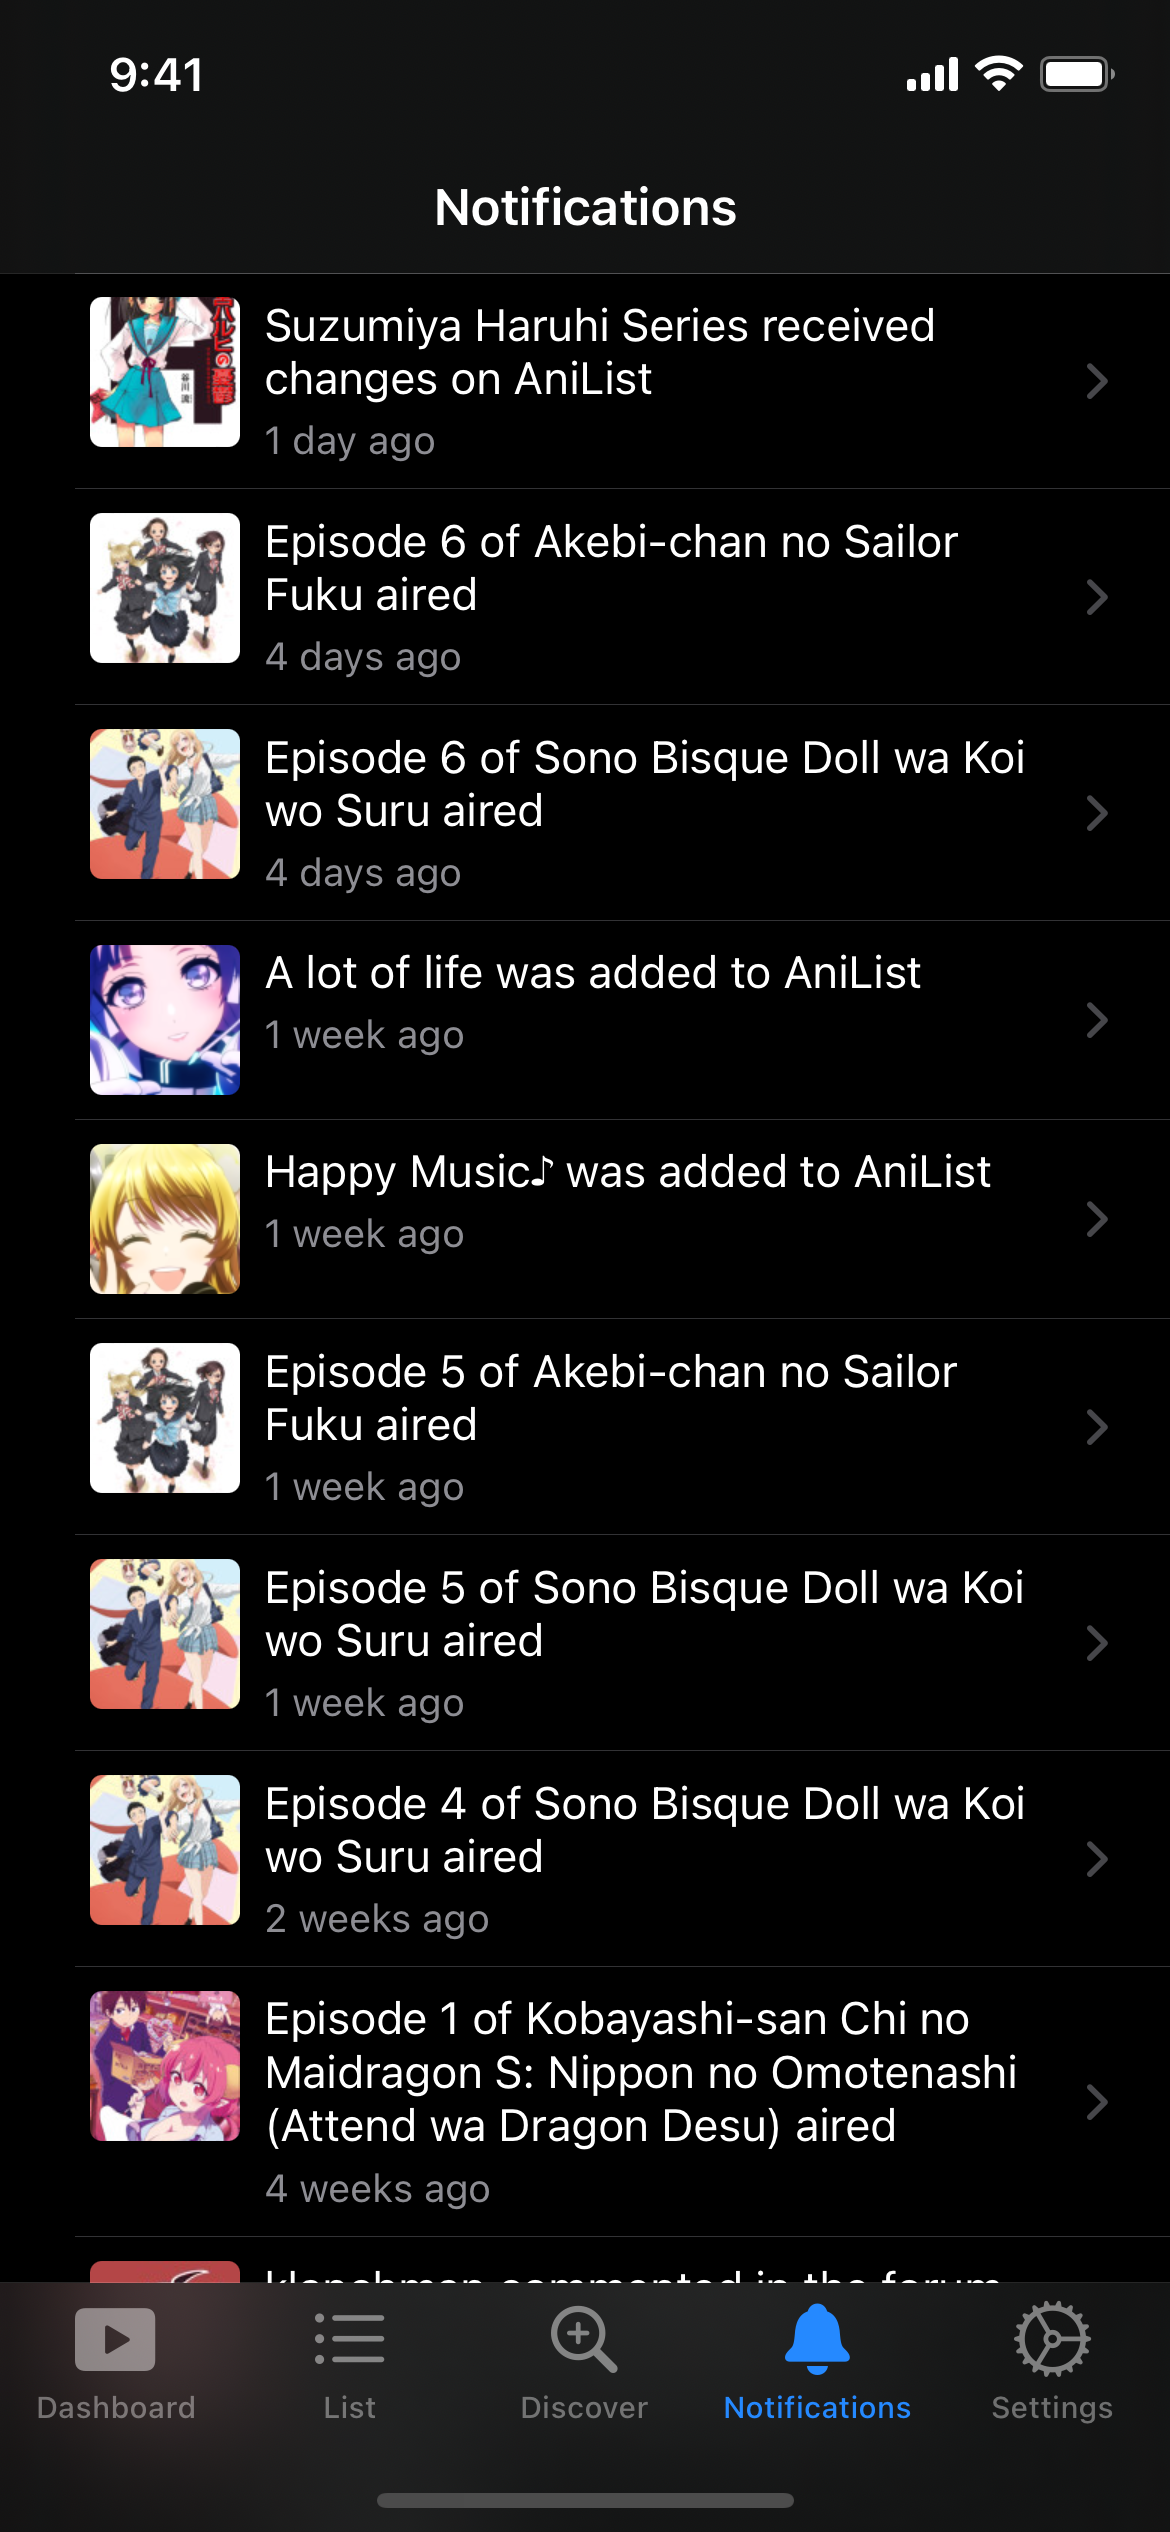 9:41
Notifications
Suzumiya Haruhi Series received
changes on AniList
1 day ago
Episode 6 of Akebi-chan no Sailor
Fuku aired
4 days ago
Episode 6 of Sono Bisque Doll wa Koi
wo Suru aired
4 days ago
A lot of life was added to AniList
1 week ago
Happy Music♪ was added to AniList
1 week ago
Episode 5 of Akebi-chan no Sailor
Fuku aired
1 week ago
Episode 5 of Sono Bisque Doll wa Koi
wo Suru aired
1 week ago
Episode 4 of Sono Bisque Doll wa Koi
wo Suru aired
2 weeks ago
Episode 1 of Kobayashi-san Chi no
Maidragon S: Nippon no Omotenashi
(Attend wa Dragon Desu) aired
4 weeks ago
commented in the forum
Dashboard
List
Discover
Notifications
Settings